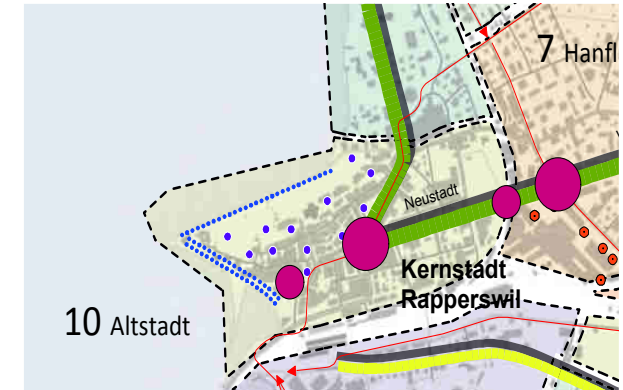 7 Hanfl
Neustadt
Kernstadt
Rapperswil
10 Altstadt